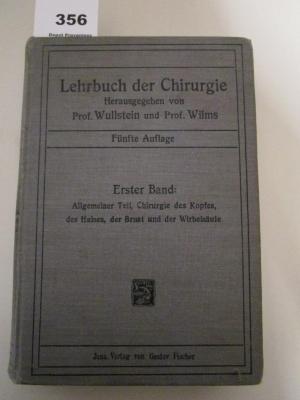 356
Lehrbuch der Chirurgie
Herausgegeben von
Prof. Wullstein und Prof. Wilms
Fünfte Auflage
Erster Band:
Allgemeiner Teil, Chirurgie des Kopfes,
des Halses, der Brust und der Wirbelsäule
Jena, Verlag von Gustav Fischer